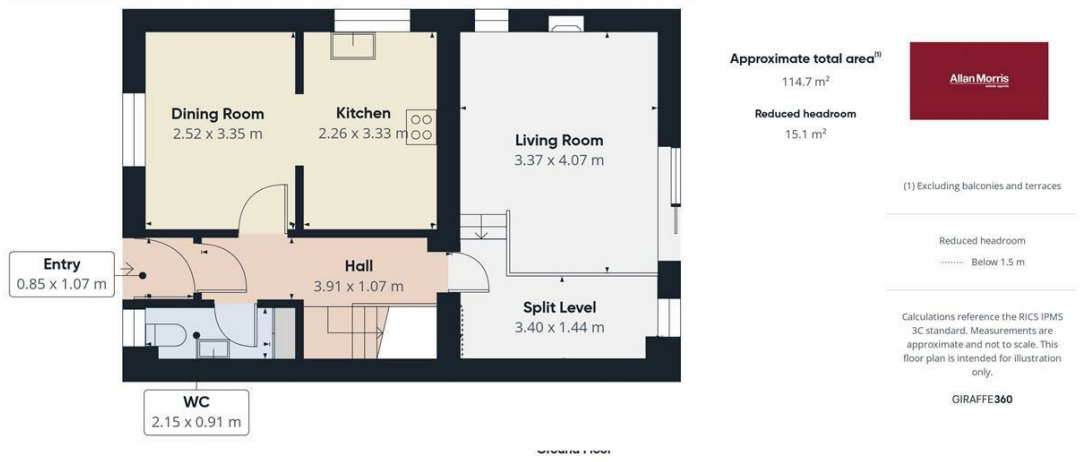 Dining Room
2.52 x 3.35 m
Kitchen
2.26 x 3.33 m
Living Room
3.37 x 4.07 m
Entry
0.85 x 1.07 m
Hall
3.91 x 1.07 m
Split Level
3.40 x 1.44 m
WC
2.15 x 0.91 m
Approximate total area(1)
114.7 m²
Reduced headroom
15.1 m²
Allan Morris
estate agents
(1) Excluding balconies and terraces
Reduced headroom
Below 1.5 m
Calculations reference the RICS IPMS
3C standard. Measurements are
approximate and not to scale. This
floor plan is intended for illustration
only.
GIRAFFE360